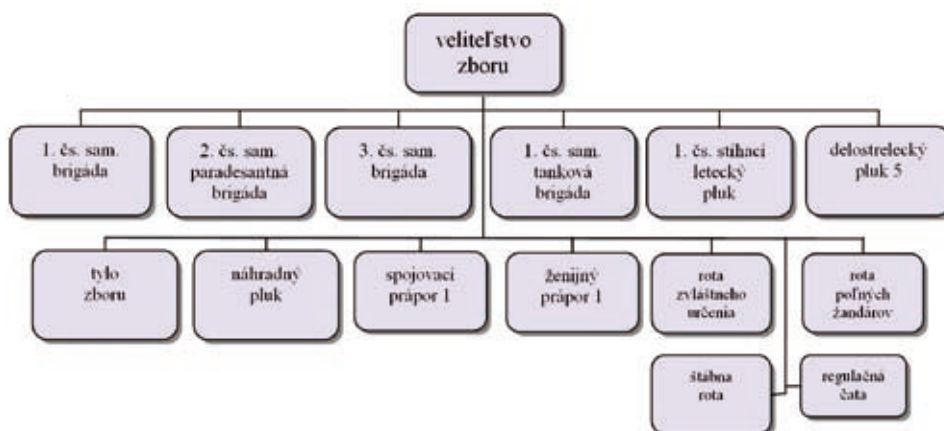 veliteľstvo
zboru
1. čs. sam.
brigáda
2. čs. sam.
paradesantná
brigáda
3. čs. sam.
brigáda
1. čs. sam.
tanková
brigáda
1. čs. stíhací
letecký
pluk
delostrelecký
pluk 5
tylo
zboru
náhradný
pluk
spojovací
prápor 1
ženijný
prápor 1
rota
zvláštneho
určenia
rota
poľných
žandárov
štábna
rota
regulačná
čata